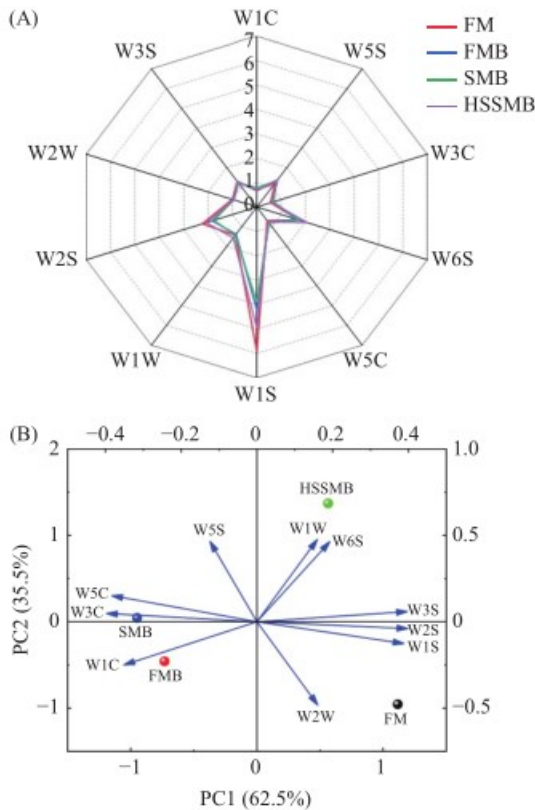 (A)
W1C
W3S
W5S
FM
FMB
SMB
HSSMB
7
6
5
4
3
2
1
0
W2W
W3C
W2S
W6S
W1W
W5C
W1S
(B)
−0.4 −0.2 0 0.2 0.4
2 1.0
HSSMB
W5S W1W W6S
1 0.5
W5C
W3C W3S
0 0
SMB W2S
W1S
W1C FMB
W2W FM
−1 −0.5
−1 0 1
PC2 (35.5%)
PC1 (62.5%)